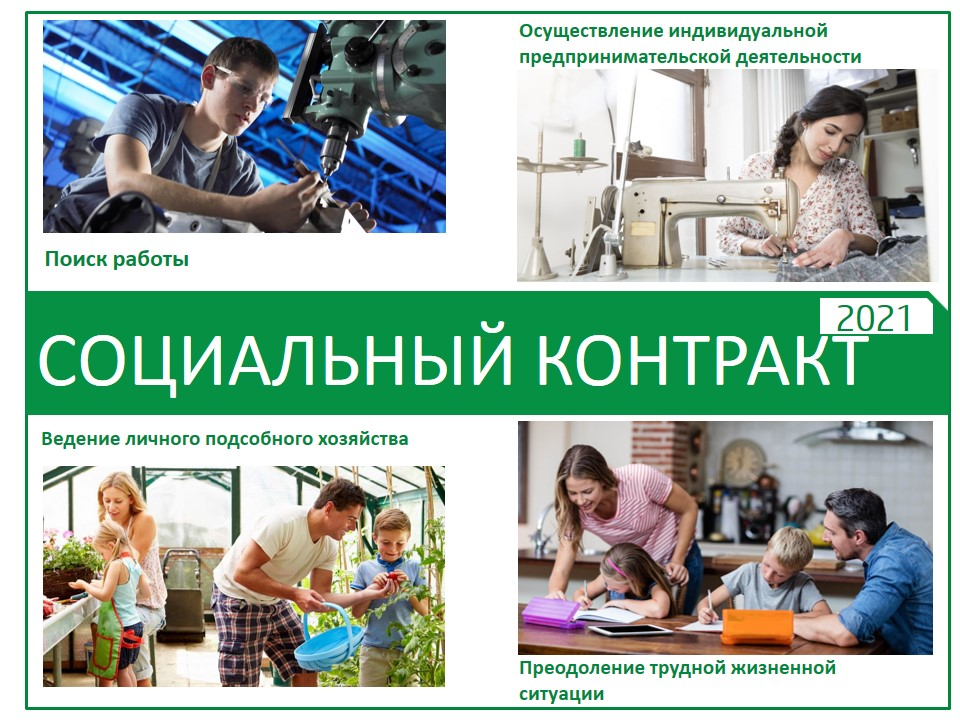 Осуществление индивидуальной
предпринимательской деятельности
Поиск работы
2021
СОЦИАЛЬНЫЙ КОНТРАКТ
Ведение личного подсобного хозяйства
Преодоление трудной жизненной
ситуации